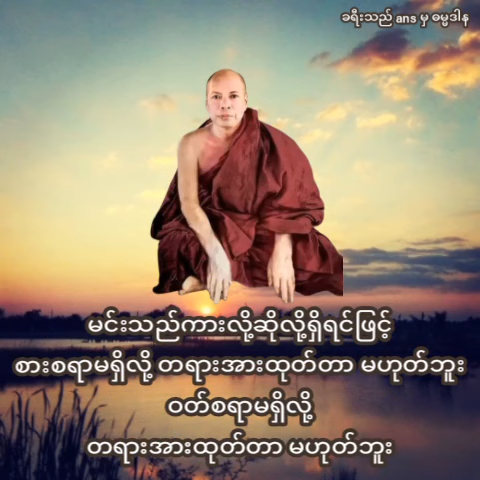 ခရီးသည် ans မှ ဓမ္မဒါန
မင်းသည်ကားလို့ဆိုလို့ရှိရင်ဖြင့်
စားစရာမရှိလို့ တရားအားထုတ်တာ မဟုတ်ဘူး
ဝတ်စရာမရှိလို့
တရားအားထုတ်တာ မဟုတ်ဘူး